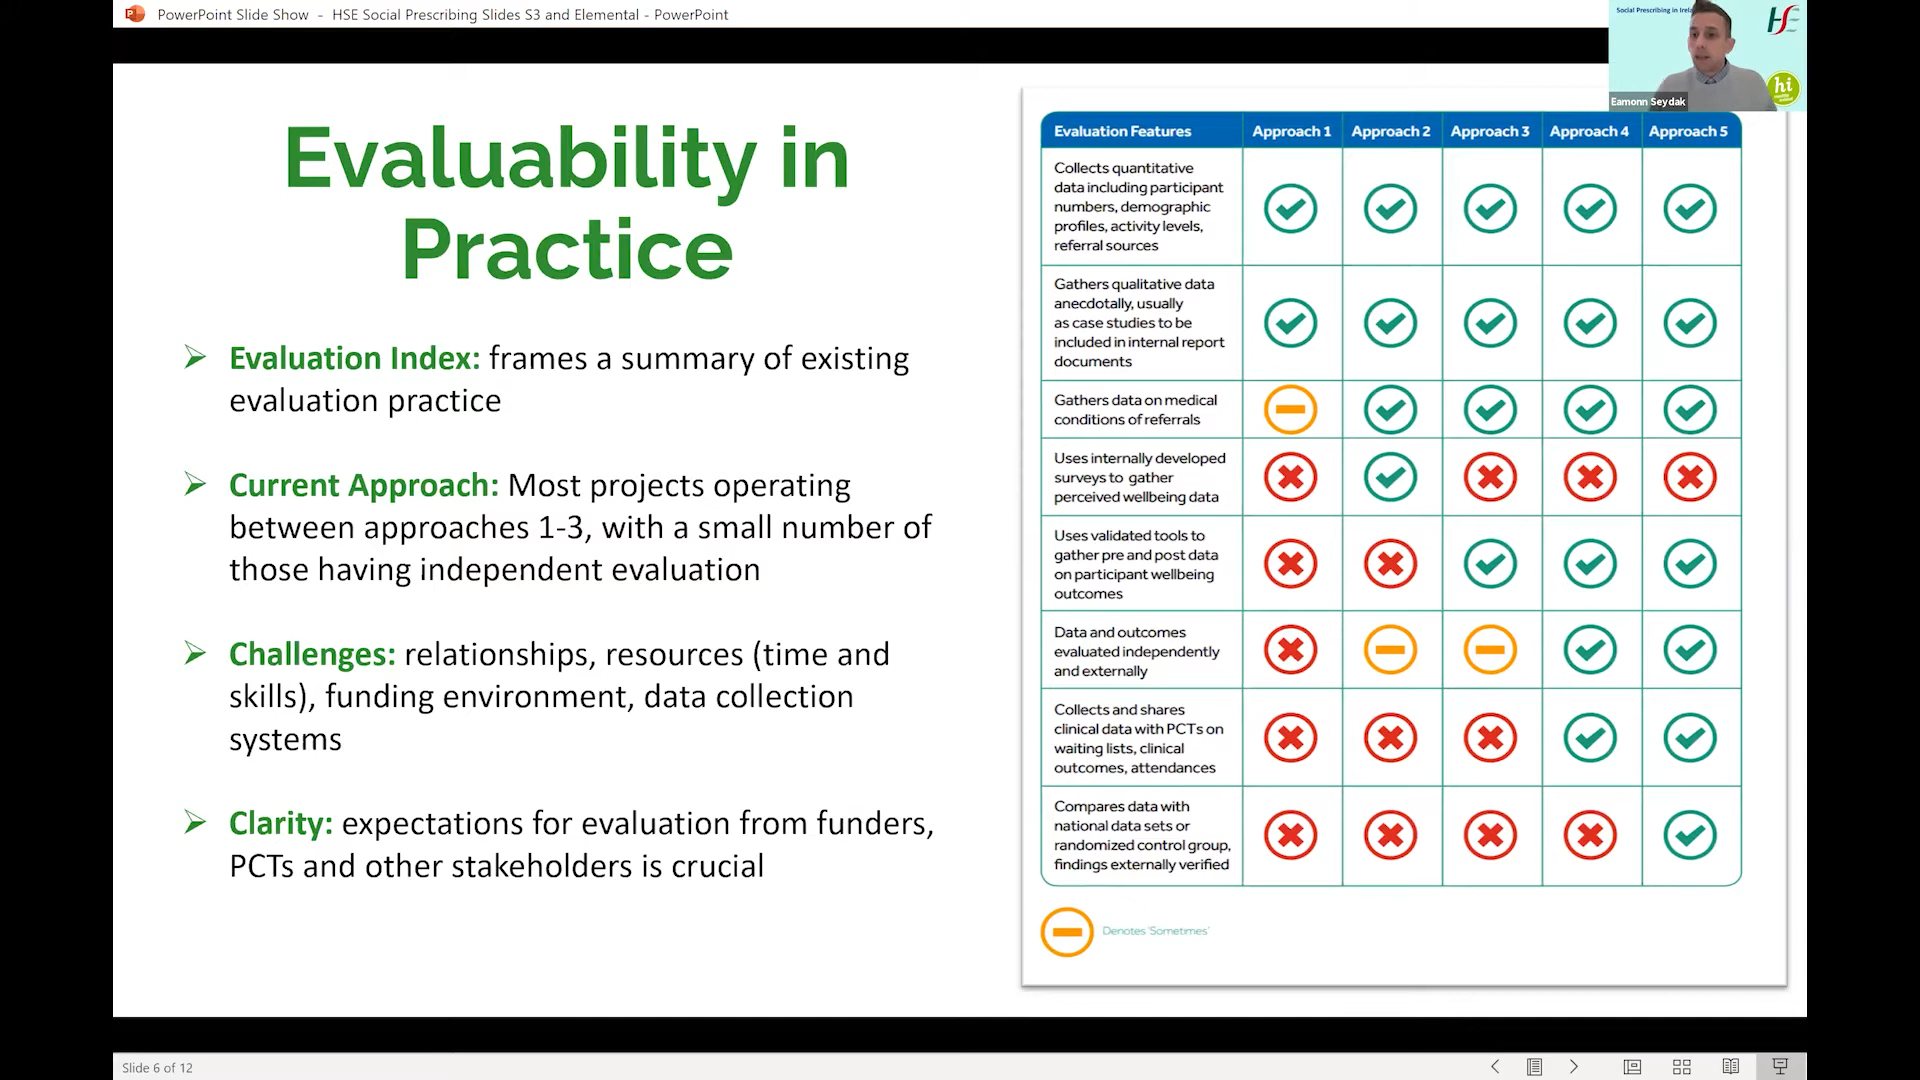 PowerPoint Slide Show - HSE Social Prescribing Slides S3 and Elemental - PowerPoint
Social Prescribing in
Eamonn Seydak
hi
Evaluability in
Practice
Evaluation Index: frames a summary of existing
evaluation practice
Current Approach: Most projects operating
between approaches 1-3, with a small number of
those having independent evaluation
Challenges: relationships, resources (time and
skills), funding environment, data collection
systems
Clarity: expectations for evaluation from funders,
PCTs and other stakeholders is crucial
Evaluation Features Approach 1 Approach 2 Approach 3 Approach 4 Approach 5
Collects quantitative
data including participant
numbers, demographic
profiles, activity levels,
referral sources
Gathers qualitative data
anecdotally, usually
as case studies to be
included in internal report
documents
Gathers data on medical
conditions of referrals
Uses internally developed
surveys to gather
perceived wellbeing data
Uses validated tools to
gather pre and post data
on participant wellbeing
outcomes
Data and outcomes
evaluated independently
and externally
Collects and shares
clinical data with PCTs on
waiting lists, clinical
outcomes, attendances
Compares data with
national data sets or
randomized control group,
findings externally verified
Denotes 'Sometimes'
Slide 6 of 12